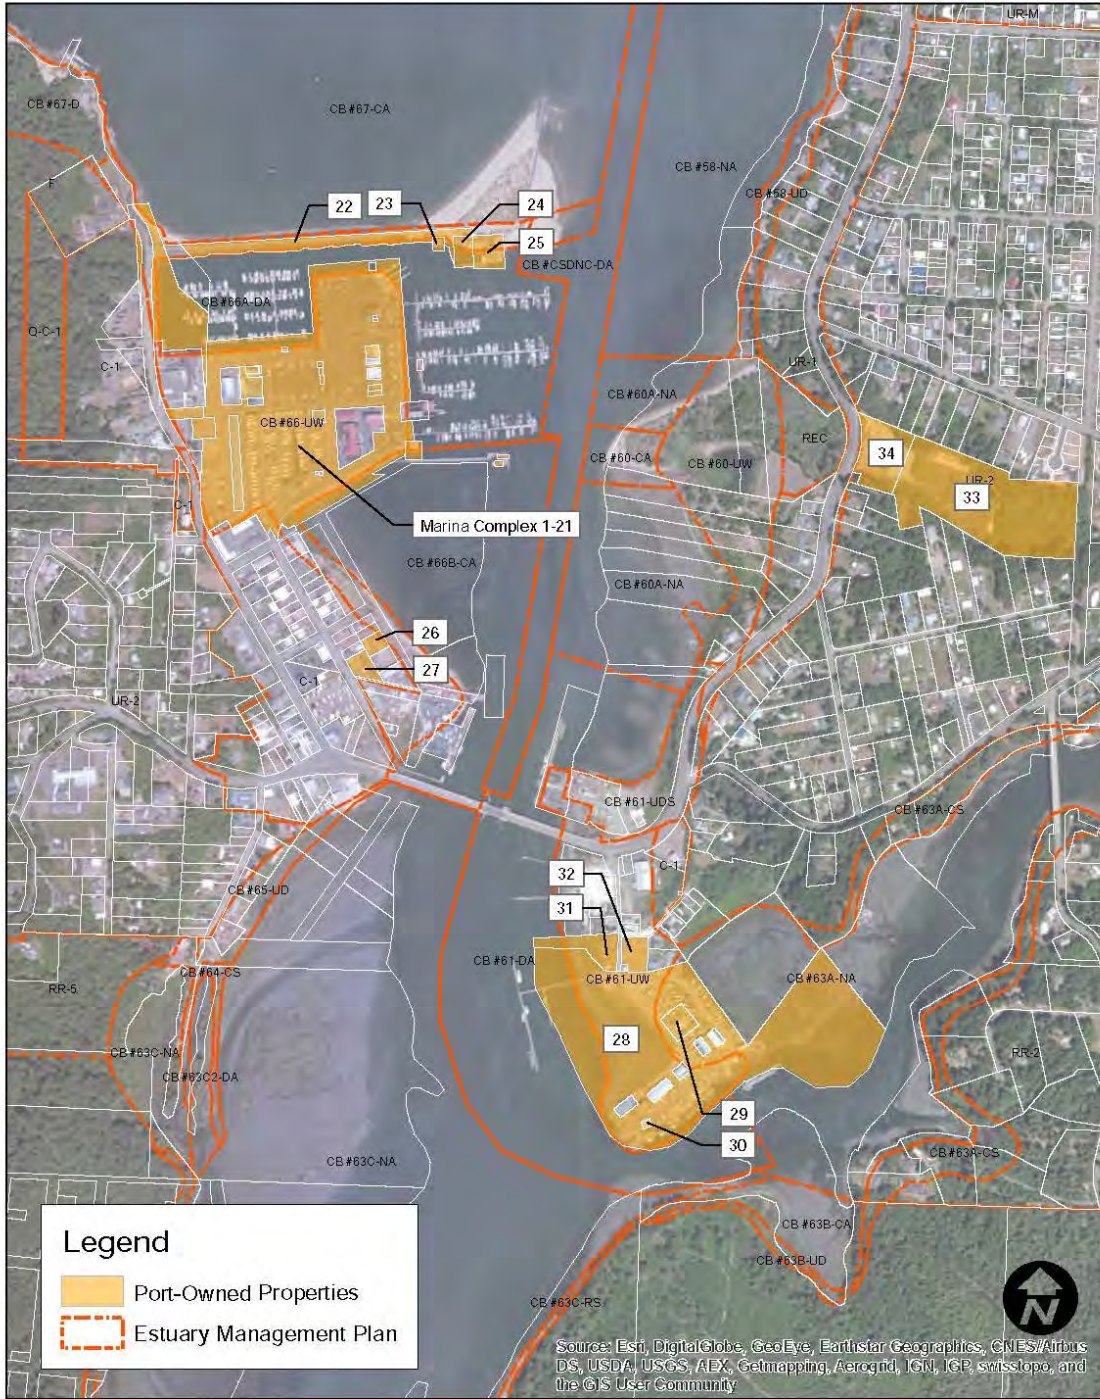 UR-M
CB #67-D
CB #67-CA
CB #58-NA
CB #58-UD
F
22
23
24
25
CB #CSDNC-DA
CB #66A-DA
Q-C-1
C-1
UR-1
CB #60A-NA
CB #66-UW
REC
34
CB #60-CA
CB #60-UW
UR-2
33
C-1
Marina Complex 1-21
CB #66B-CA
CB #60A-NA
26
27
C-1
UR-2
CB #61-UDS
CB #63A-CS
C-1
32
31
CB #65-UD
CB #61-DA
CB #64-CS
CB #61-UW
CB #63A-NA
RR-5
28
CB #63C-NA
RR-2
CB #63C2-DA
29
30
CB #63C-NA
CB #63A-CS
CB #63B-CA
CB #63B-UD
CB #63C-RS
Legend
Port-Owned Properties
Estuary Management Plan
N
Source: Esri, DigitalGlobe, GeoEye, Earthstar Geographics, CNES/Airbus
DS, USDA, USGS, AEX, Getmapping, Aerogrid, IGN, IGP, swisstopo, and
the GIS User Community